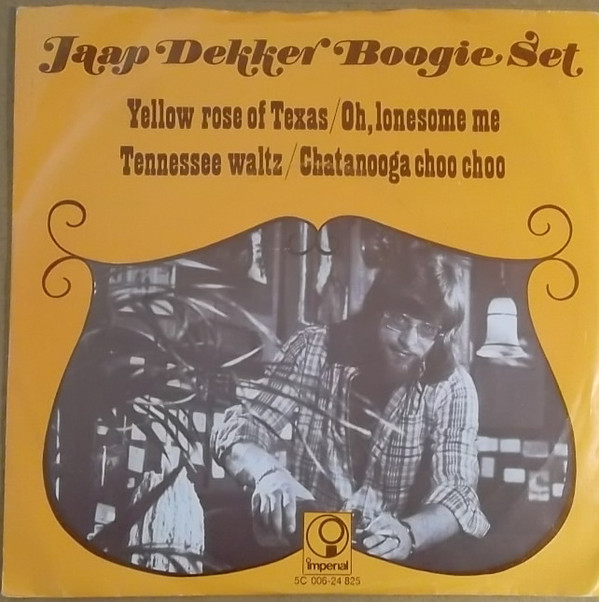 Jaap Dekker Boogie Set
Yellow rose of Texas/Oh, lonesome me
Tennessee waltz/Chatanooga choo choo
imperial
5C 006-24 825